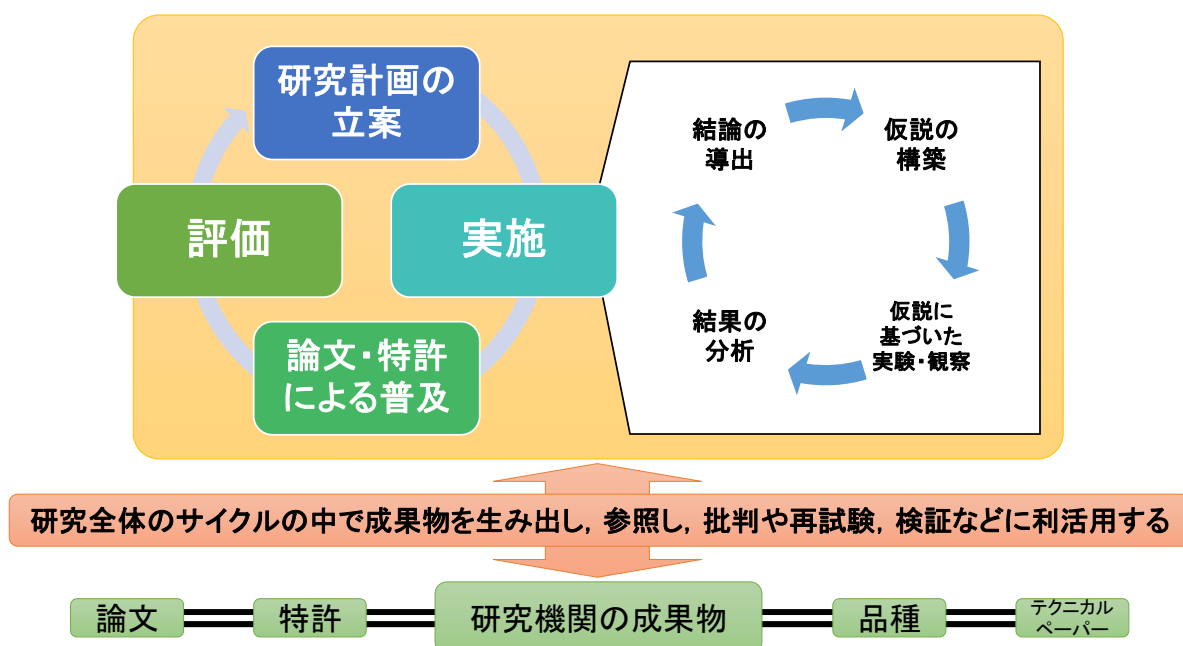 研究計画の
立案
評価
実施
論文・特許
による普及
結論の
導出
仮説の
構築
結果の
分析
仮説に
基づいた
実験・観察
研究全体のサイクルの中で成果物を生み出し，参照し，批判や再試験，検証などに利活用する
論文
特許
研究機関の成果物
品種
テクニカル
ペーパー